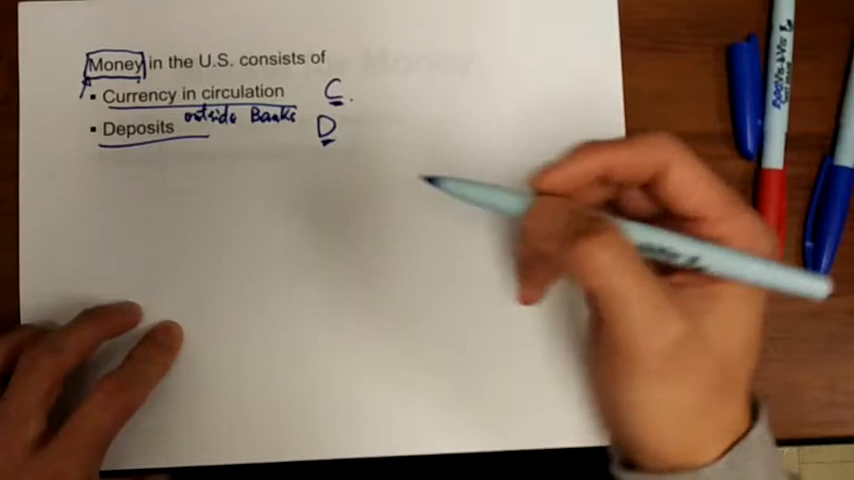 Money in the U.S. consists of
▪ Currency in circulation C.
outside Banks
▪ Deposits D